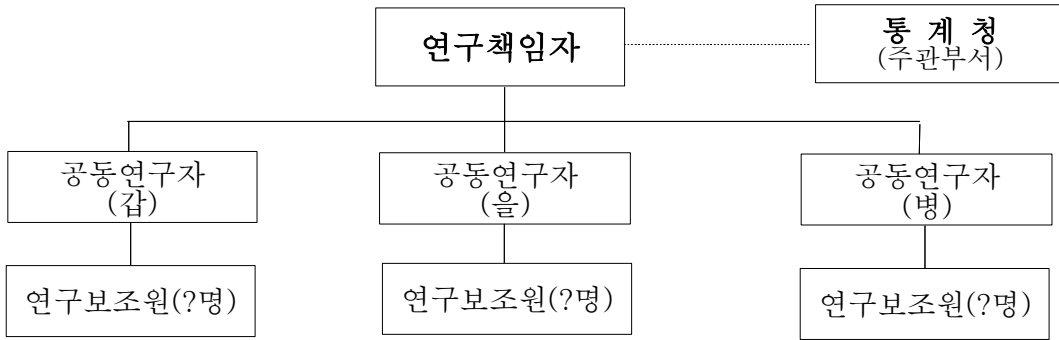 연구책임자
통 계 청
(주관부서)
공동연구자
(갑)
공동연구자
(을)
공동연구자
(병)
연구보조원(?명)
연구보조원(?명)
연구보조원(?명)